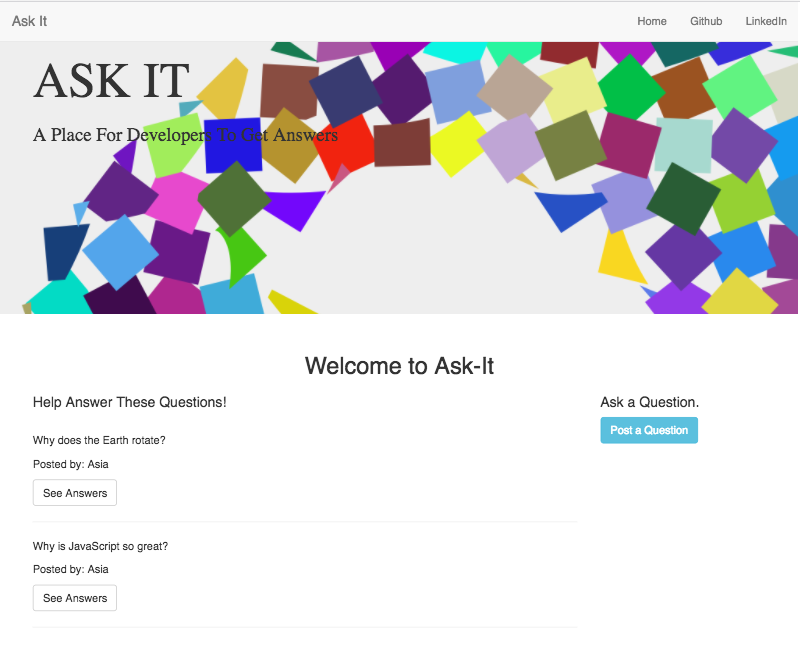 Ask It
Home Github LinkedIn
ASK IT
A Place For Developers To Get Answers
Welcome to Ask-It
Help Answer These Questions!
Ask a Question.
Post a Question
Why does the Earth rotate?
Posted by: Asia
See Answers
Why is JavaScript so great?
Posted by: Asia
See Answers